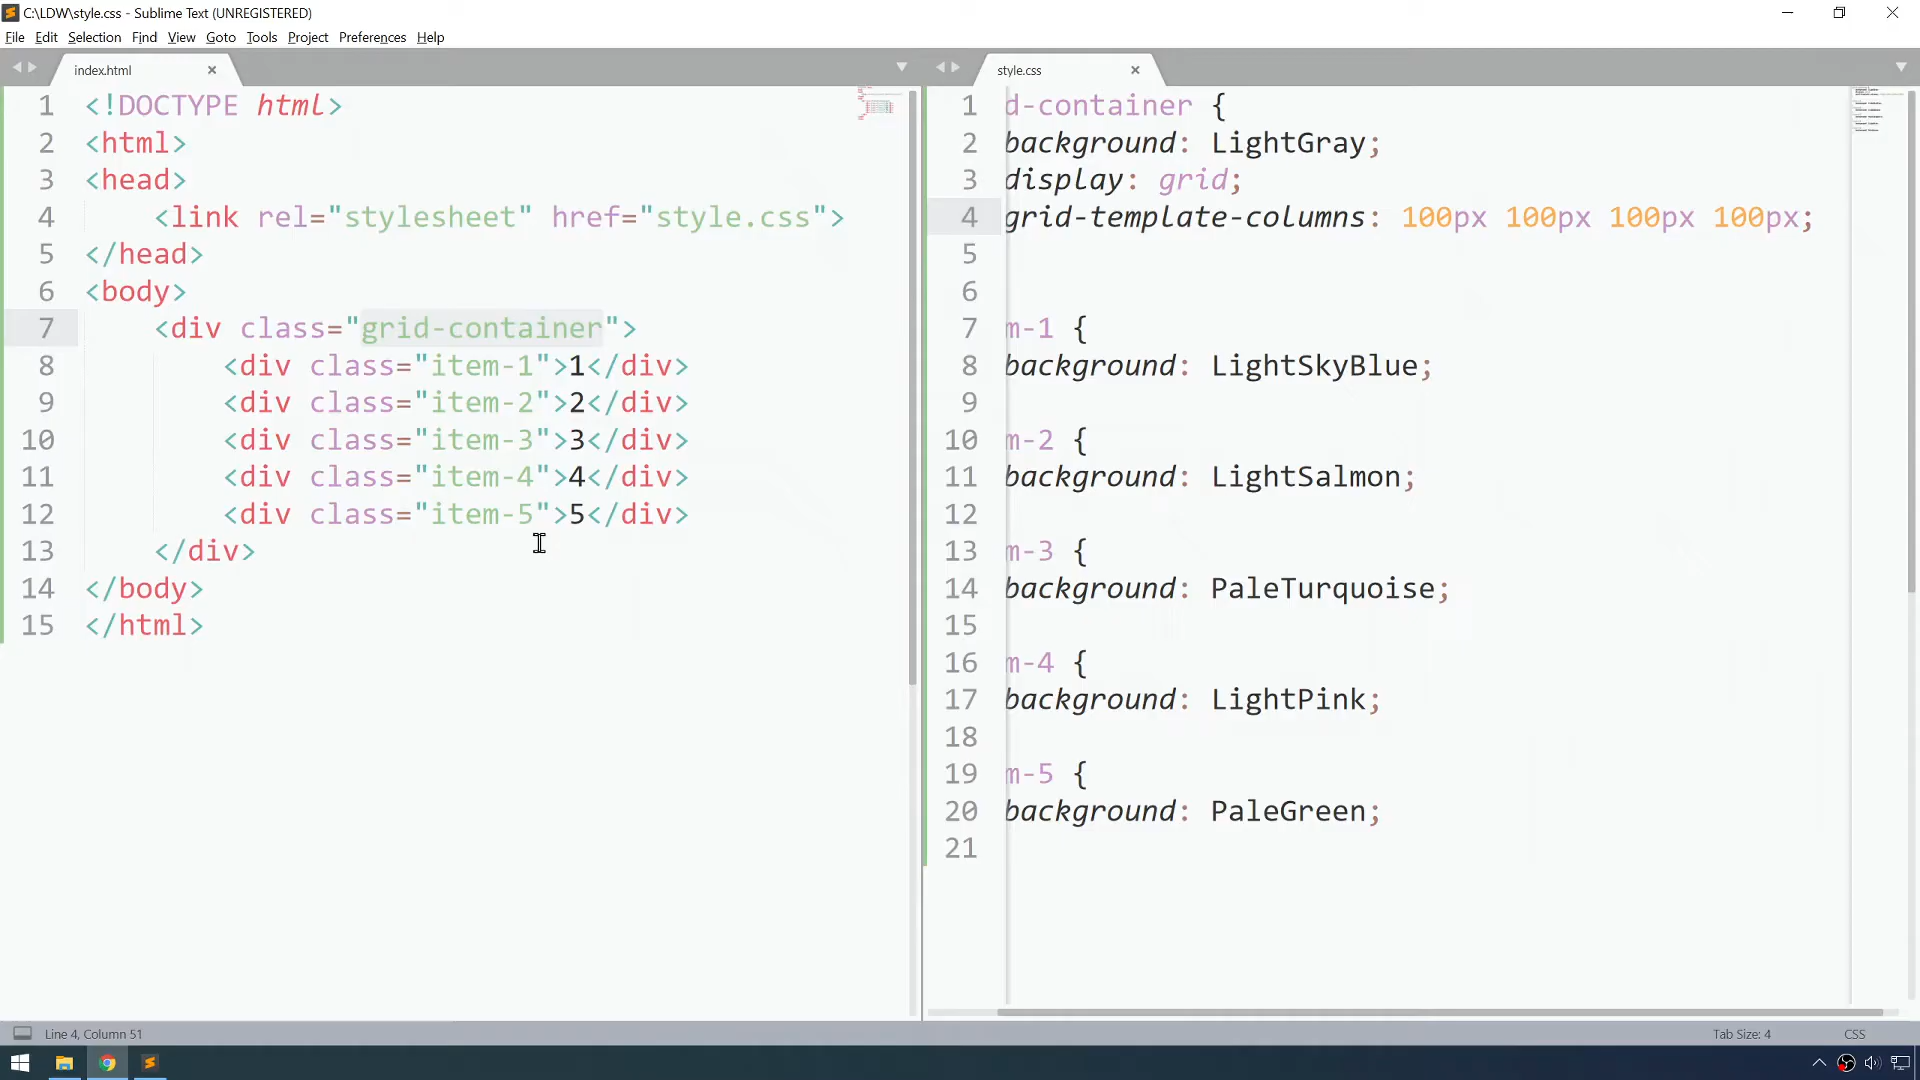 C:\LDW\style.css - Sublime Text (UNREGISTERED)
File Edit Selection Find View Goto Tools Project Preferences Help
index.html
1 <!DOCTYPE html>
2 <html>
3 <head>
4 <link rel="stylesheet" href="style.css">
5 </head>
6 <body>
7 <div class="grid-container">
8 <div class="item-1">1</div>
9 <div class="item-2">2</div>
10 <div class="item-3">3</div>
11 <div class="item-4">4</div>
12 <div class="item-5">5</div>
13 </div>
14 </body>
15 </html>
style.css
1 d-container {
2 background: LightGray;
3 display: grid;
4 grid-template-columns: 100px 100px 100px 100px;
5
6
7 m-1 {
8 background: LightSkyBlue;
9
10 m-2 {
11 background: LightSalmon;
12
13 m-3 {
14 background: PaleTurquoise;
15
16 m-4 {
17 background: LightPink;
18
19 m-5 {
20 background: PaleGreen;
21
Line 4, Column 51
Tab Size: 4
CSS